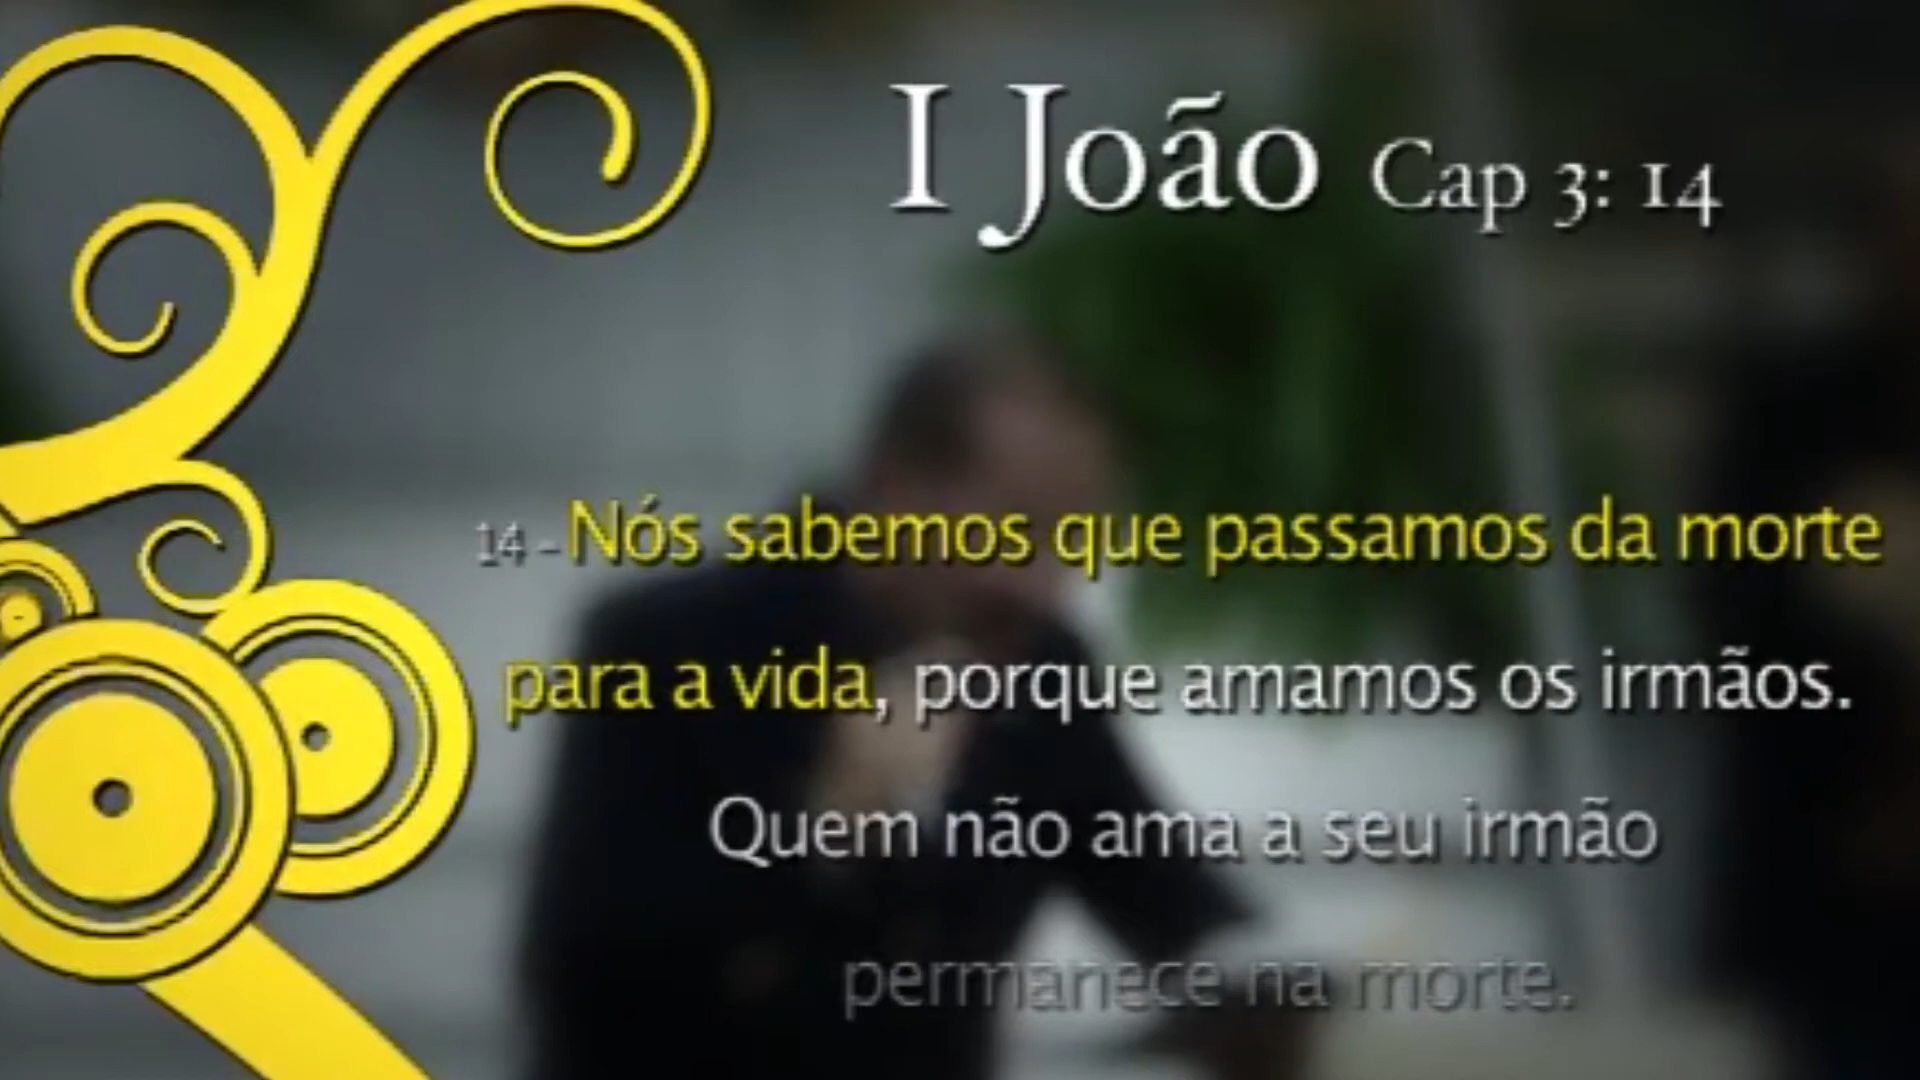 I João Cap 3: 14
14 - Nós sabemos que passamos da morte
para a vida, porque amamos os irmãos.
Quem não ama a seu irmão
permanece na morte.